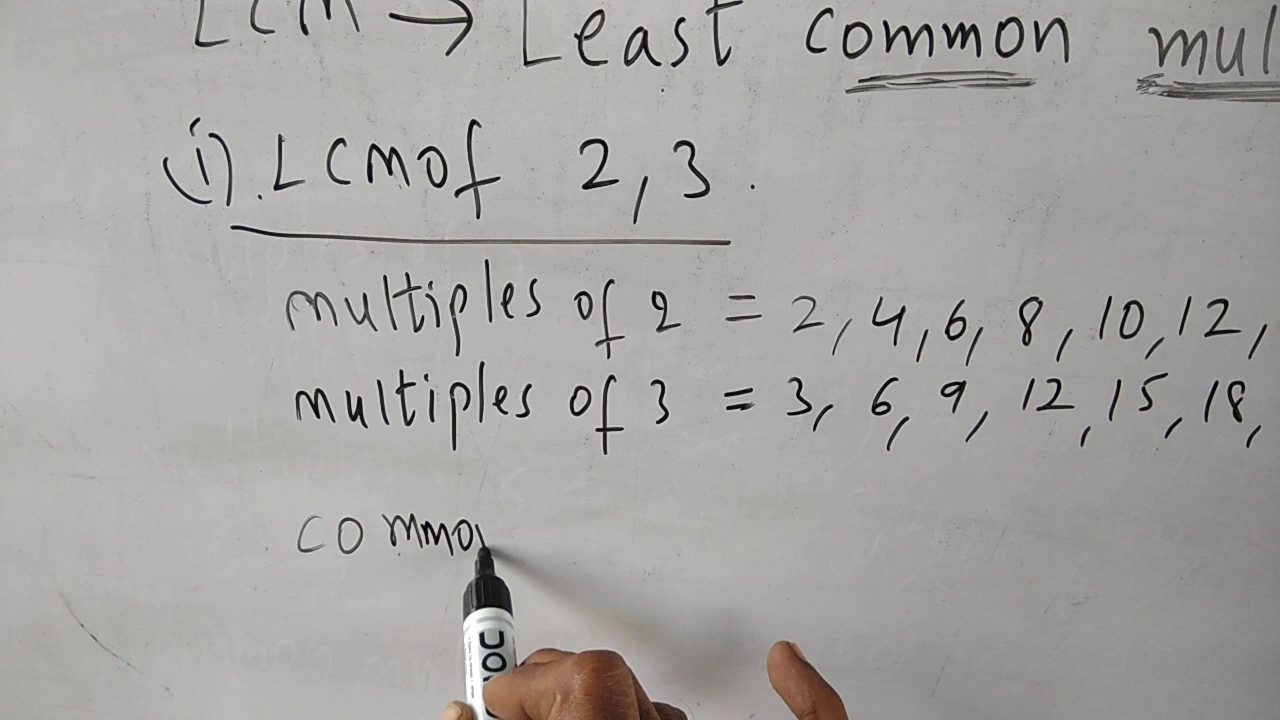 LCM → Least common mul
(i). LCM of 2, 3.
multiples of 2 = 2, 4, 6, 8, 10, 12,
multiples of 3 = 3, 6, 9, 12, 15, 18,
commo